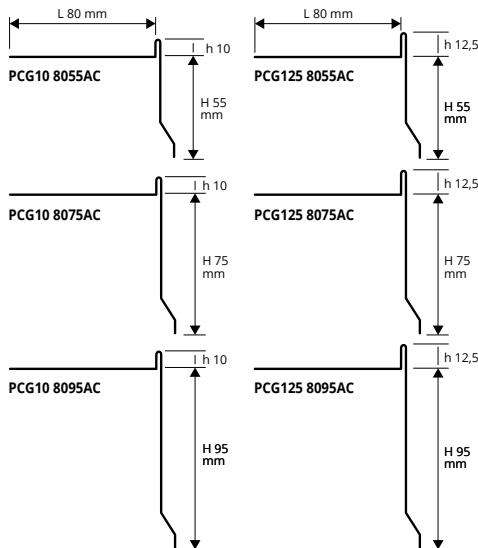 L 80 mm
h 10
PCG10 8055AC
H 55
mm
L 80 mm
h 12,5
PCG125 8055AC
H 55
mm
h 10
PCG10 8075AC
H 75
mm
h 12,5
PCG125 8075AC
H 75
mm
h 10
PCG10 8095AC
H 95
mm
h 12,5
PCG125 8095AC
H 95
mm